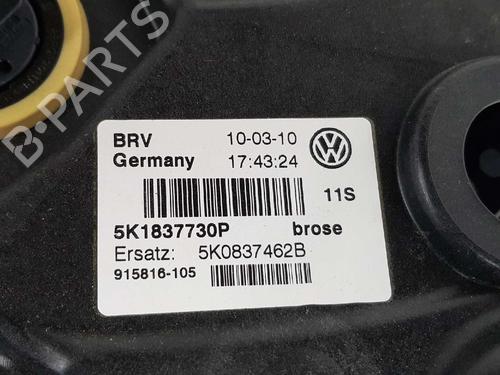 BRV 10-03-10
Germany 17:43:24
11S
5K1837730P brose
Ersatz: 5K0837462B
915816-105
B-Parts